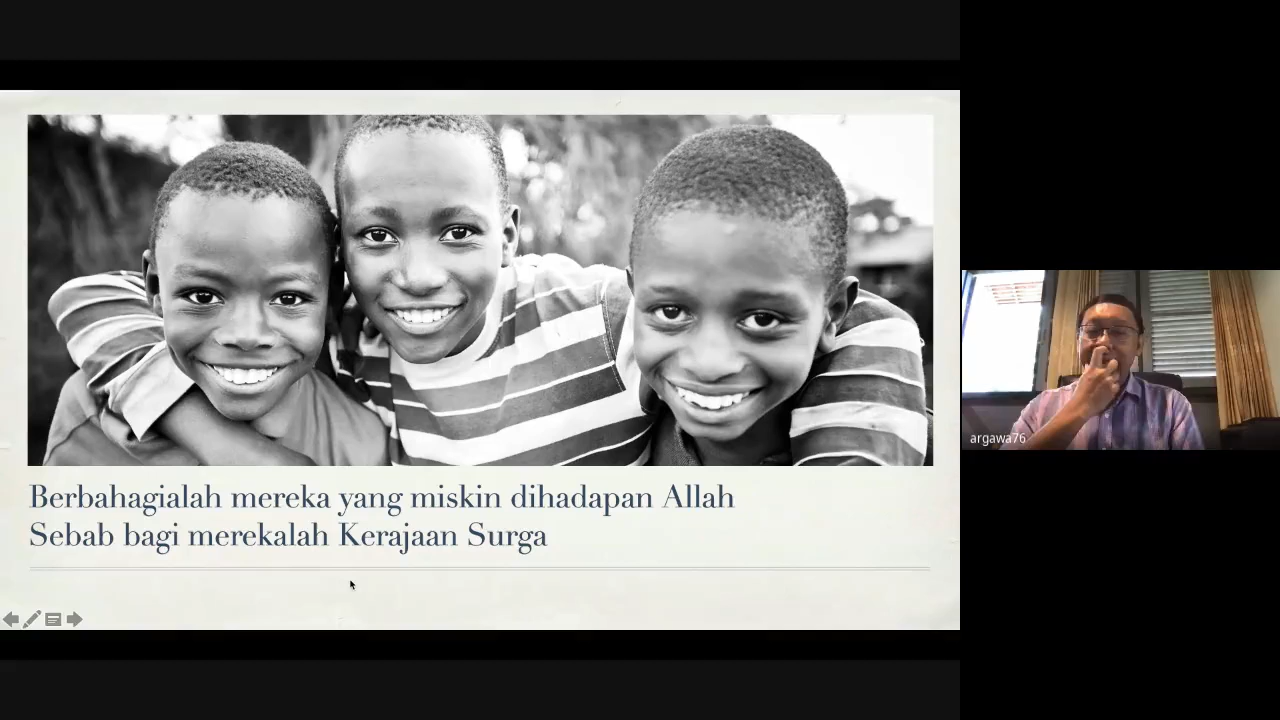 Berbahagialah mereka yang miskin dihadapan Allah
Sebab bagi merekalah Kerajaan Surga
argawa76